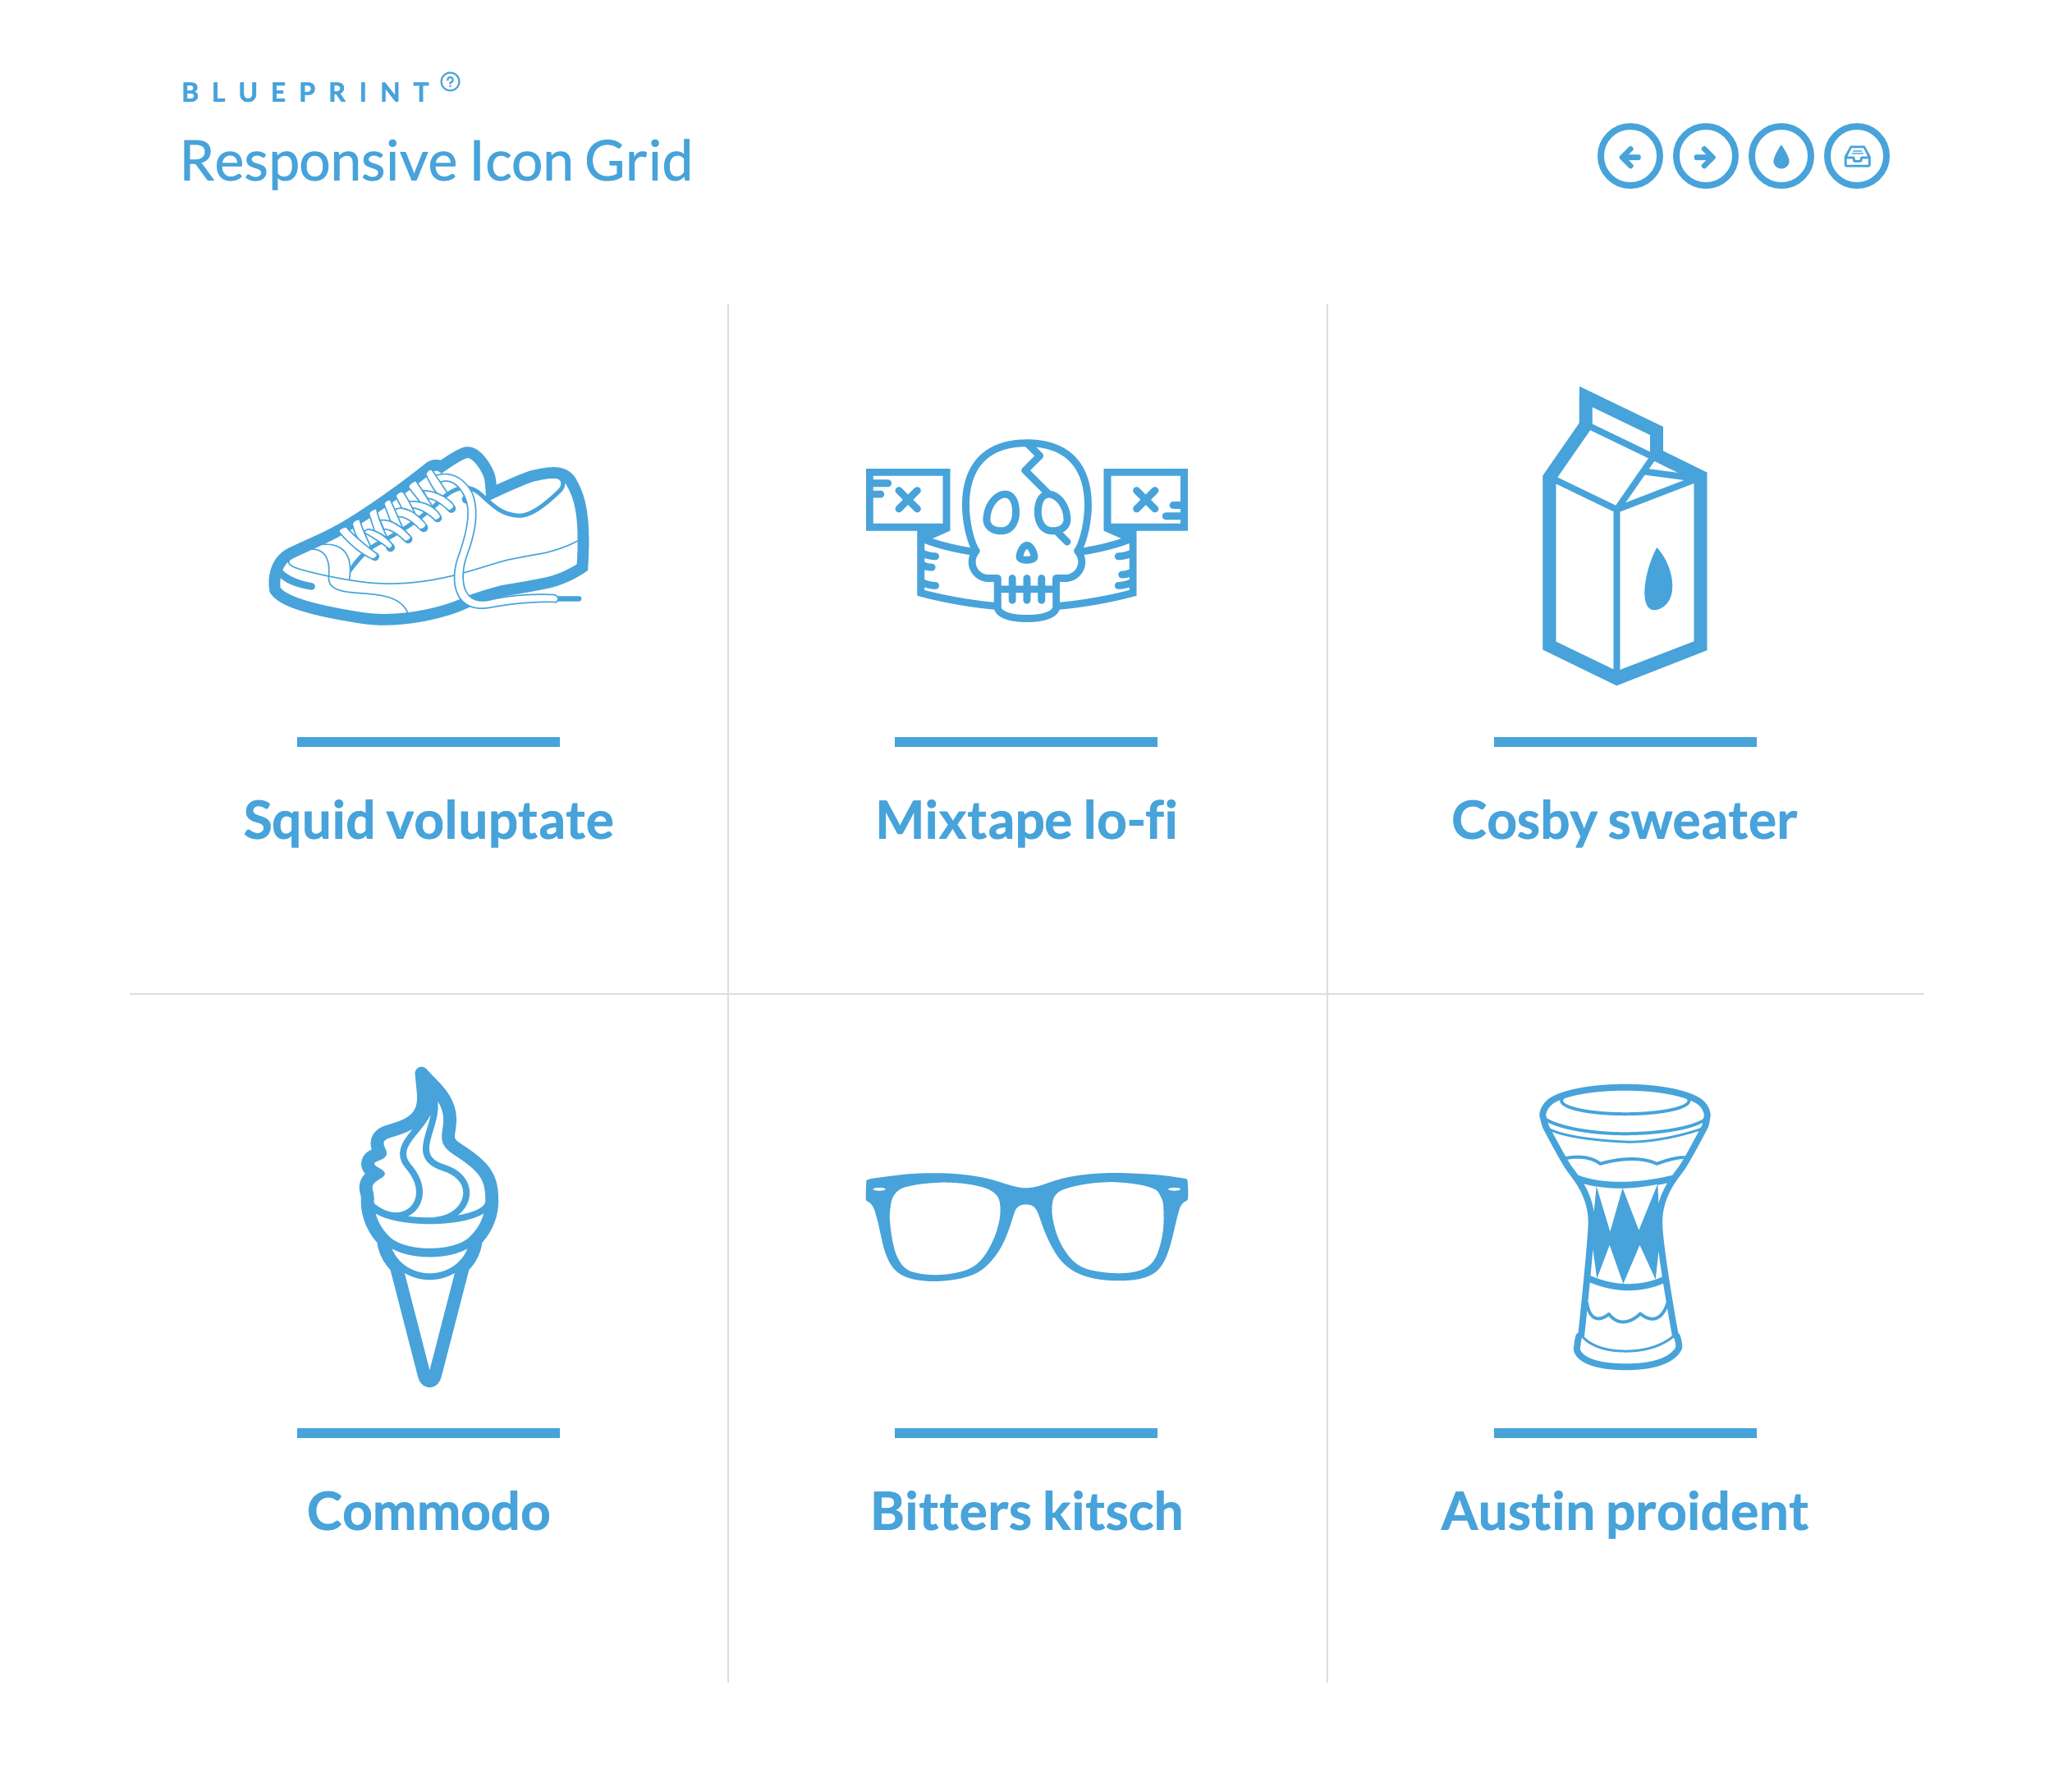 BLUEPRINT ?
Responsive Icon Grid
Squid voluptate
Mixtape lo-fi
Cosby sweater
Commodo
Bitters kitsch
Austin proident